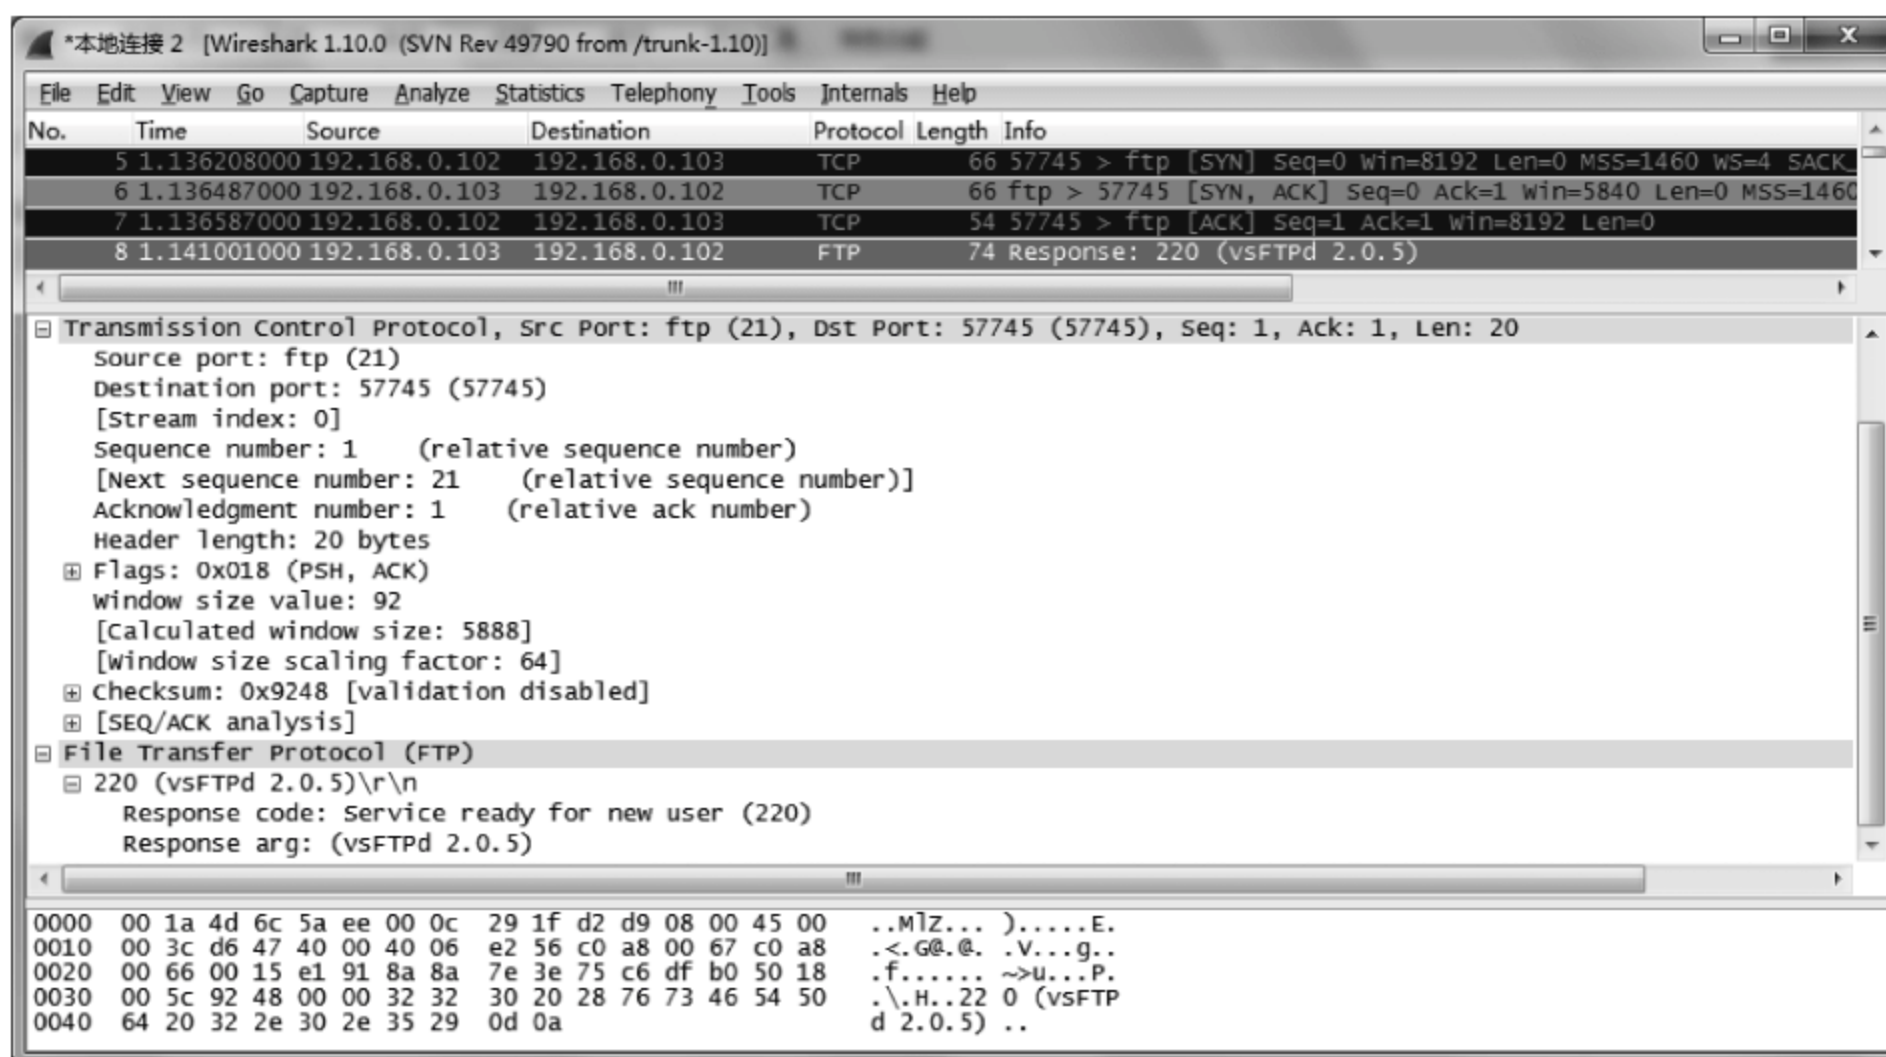 *本地连接 2 [Wireshark 1.10.0 (SVN Rev 49790 from /trunk-1.10)]
File Edit View Go Capture Analyze Statistics Telephony Tools Internals Help
No. Time Source Destination Protocol Length Info
5 1.136208000 192.168.0.102 192.168.0.103 TCP 66 57745 > ftp [SYN] Seq=0 Win=8192 Len=0 MSS=1460 WS=4 SACK_
6 1.136487000 192.168.0.103 192.168.0.102 TCP 66 ftp > 57745 [SYN, ACK] Seq=0 Ack=1 Win=5840 Len=0 MSS=1460
7 1.136587000 192.168.0.102 192.168.0.103 TCP 54 57745 > ftp [ACK] Seq=1 Ack=1 Win=8192 Len=0
8 1.141001000 192.168.0.103 192.168.0.102 FTP 74 Response: 220 (vsFTPd 2.0.5)
Transmission Control Protocol, Src Port: ftp (21), Dst Port: 57745 (57745), Seq: 1, Ack: 1, Len: 20
Source port: ftp (21)
Destination port: 57745 (57745)
[Stream index: 0]
Sequence number: 1 (relative sequence number)
[Next sequence number: 21 (relative sequence number)]
Acknowledgment number: 1 (relative ack number)
Header length: 20 bytes
Flags: 0x018 (PSH, ACK)
Window size value: 92
[Calculated window size: 5888]
[Window size scaling factor: 64]
Checksum: 0x9248 [validation disabled]
[SEQ/ACK analysis]
File Transfer Protocol (FTP)
220 (vsFTPd 2.0.5)\r\n
Response code: Service ready for new user (220)
Response arg: (vsFTPd 2.0.5)
0000 00 1a 4d 6c 5a ee 00 0c 29 1f d2 d9 08 00 45 00 ..MlZ... ).....E.
0010 00 3c d6 47 40 00 40 06 e2 56 c0 a8 00 67 c0 a8 .<.G@.@. .V...g..
0020 00 66 00 15 e1 91 8a 8a 7e 3e 75 c6 df b0 50 18 .f...... ~>u...P.
0030 00 5c 92 48 00 00 32 32 30 20 28 76 73 46 54 50 .\.H..22 0 (vsFTP
0040 64 20 32 2e 30 2e 35 29 0d 0a d 2.0.5) ..